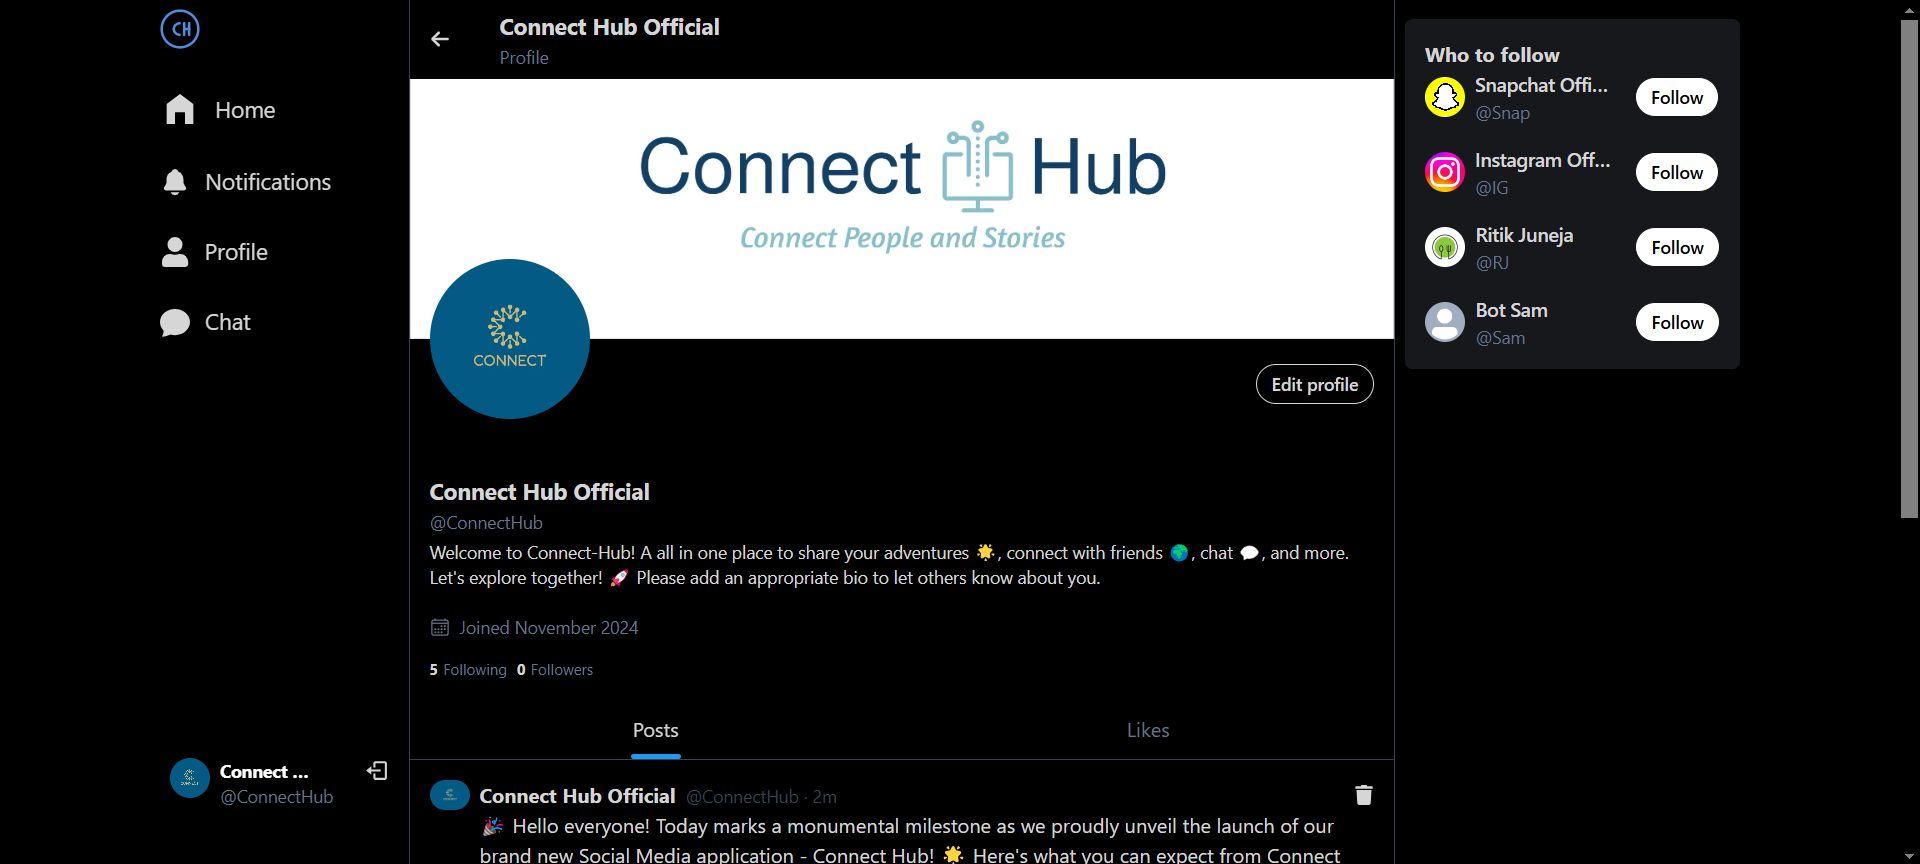 CH
Home
Notifications
Profile
Chat
Connect ...
@ConnectHub
Connect Hub Official
Profile
Connect Hub
Connect People and Stories
CONNECT
Edit profile
Connect Hub Official
@ConnectHub
Welcome to Connect-Hub! A all in one place to share your adventures 🌟, connect with friends 🌍, chat 💬, and more.
Let's explore together! 🚀 Please add an appropriate bio to let others know about you.
Joined November 2024
5 Following 0 Followers
Posts Likes
Connect Hub Official @ConnectHub · 2m
🎉 Hello everyone! Today marks a monumental milestone as we proudly unveil the launch of our
brand new Social Media application - Connect Hub! 🌟 Here's what you can expect from Connect
Who to follow
Snapchat Offi...
@Snap
Follow
Instagram Off...
@IG
Follow
Ritik Juneja
@RJ
Follow
Bot Sam
@Sam
Follow